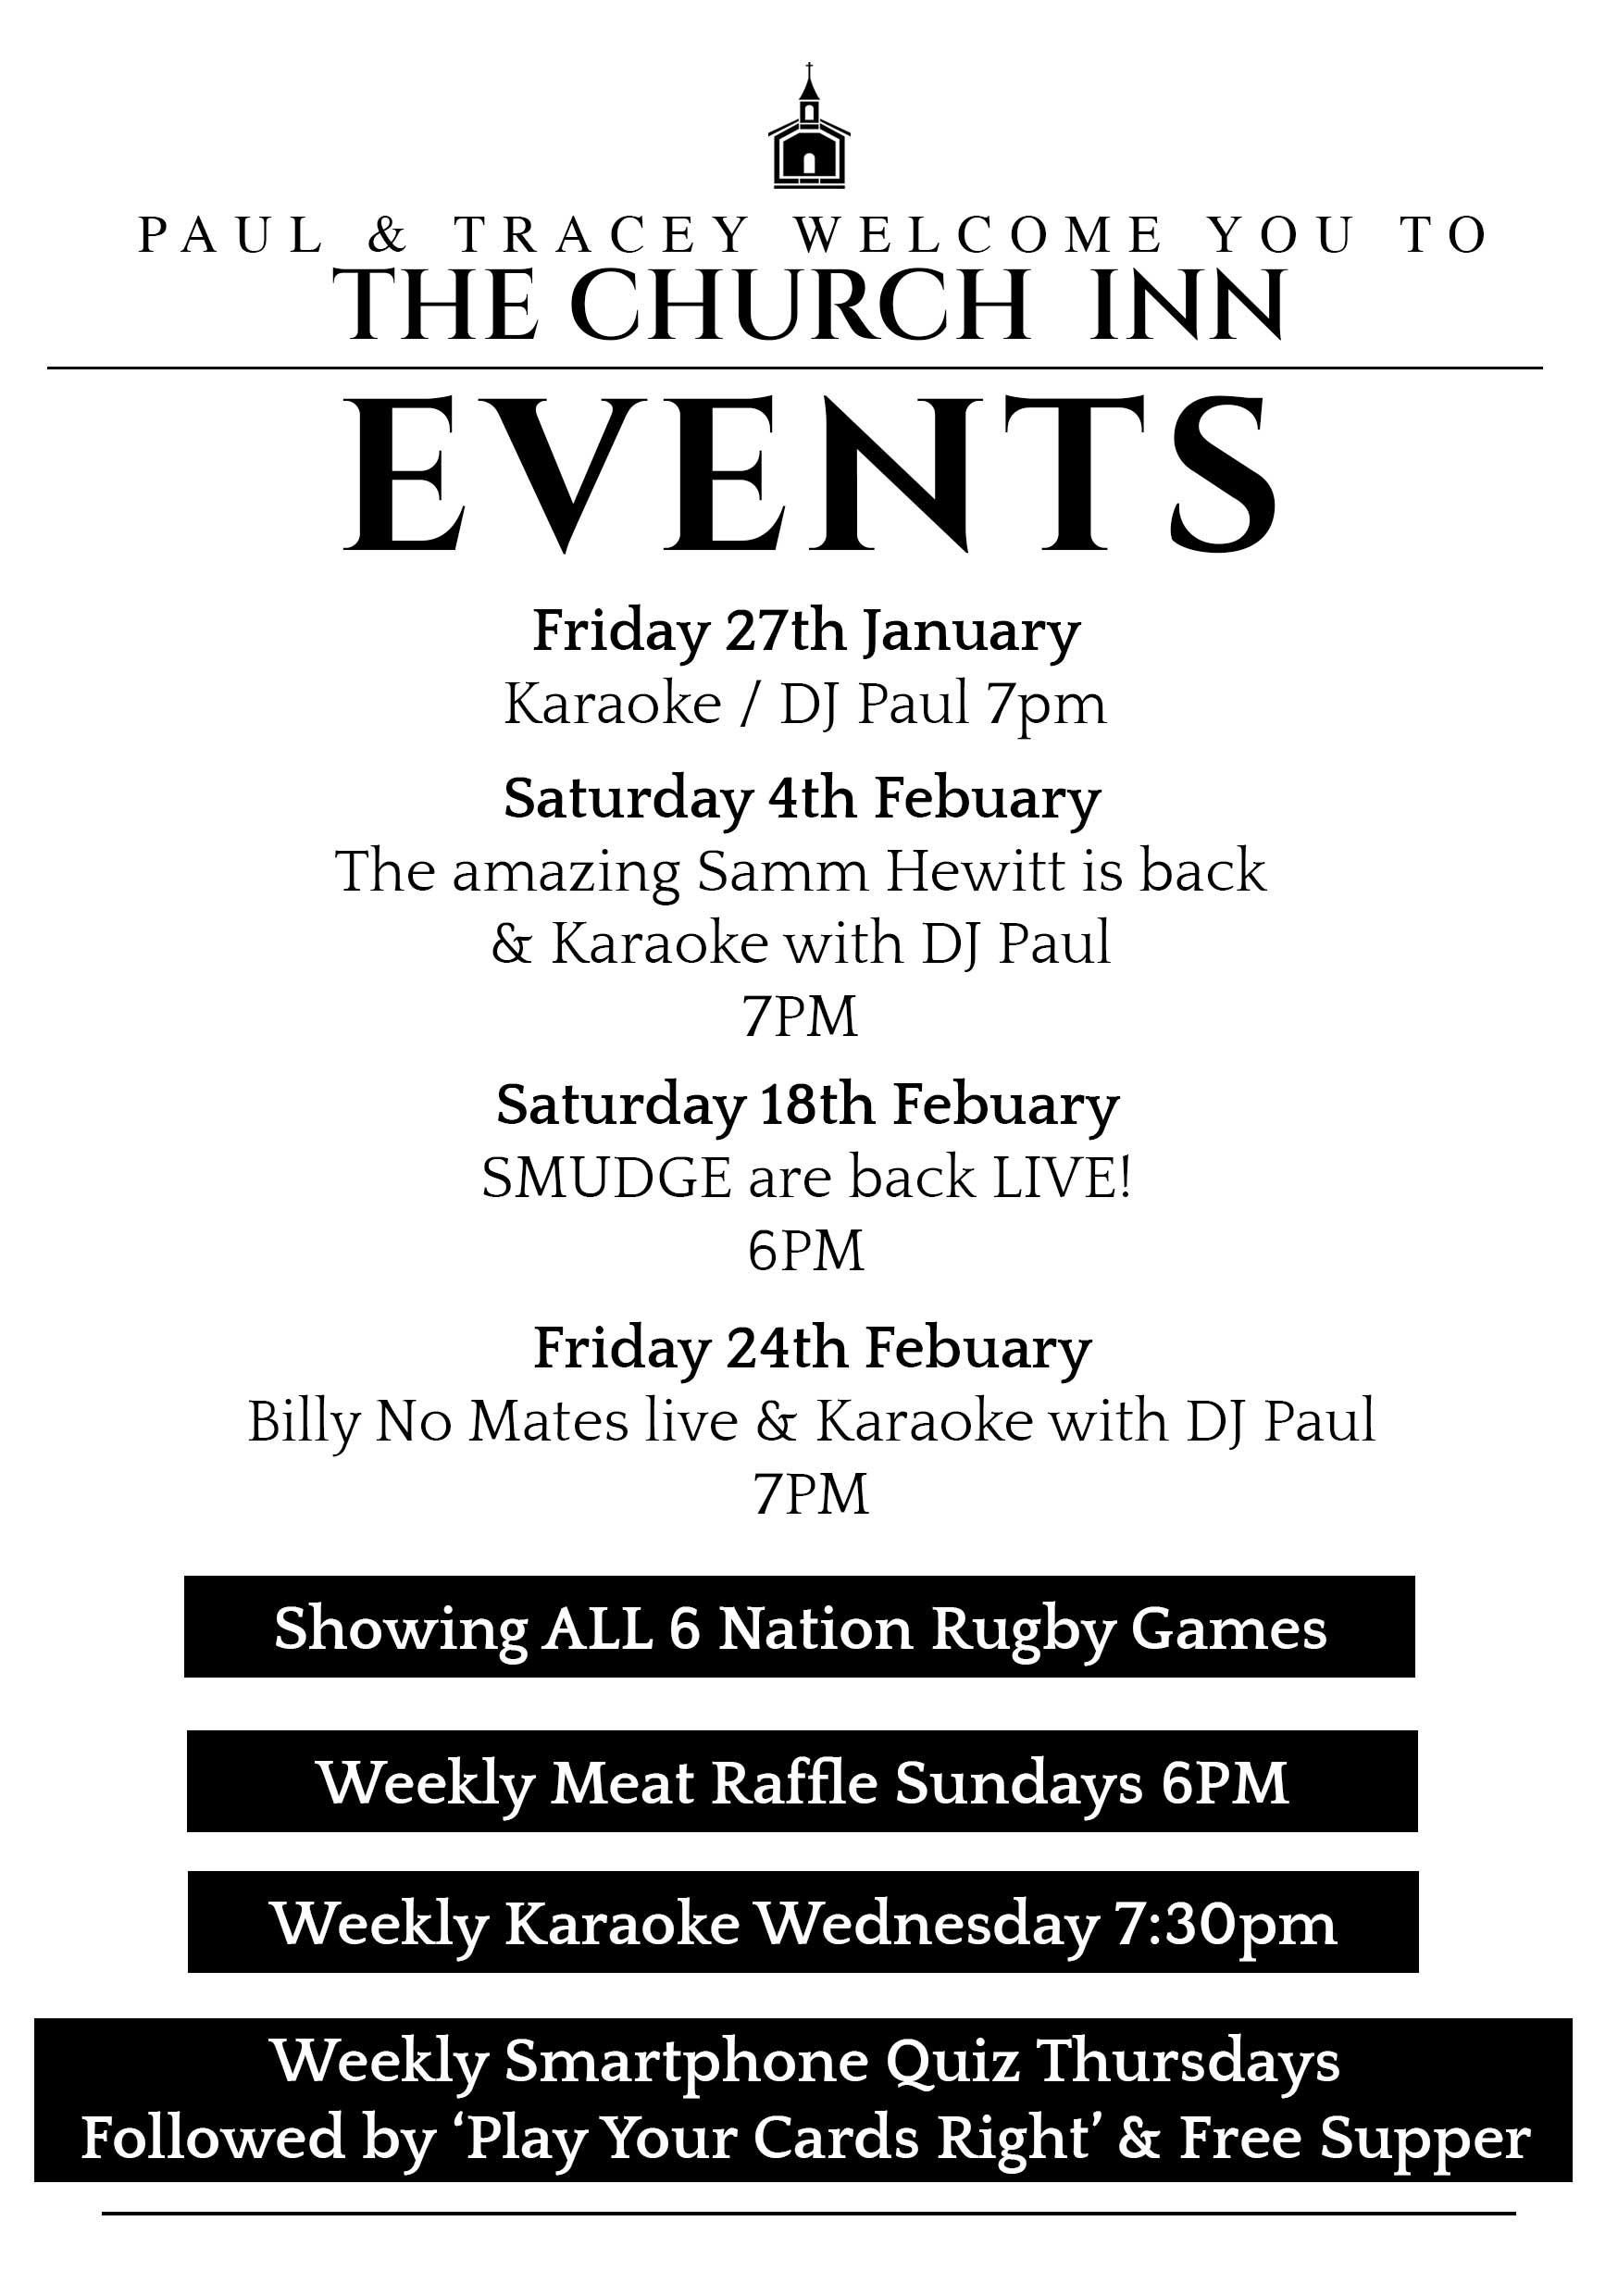 PAUL & TRACEY WELCOME YOU TO
THE CHURCH INN
EVENTS
Friday 27th January
Karaoke / DJ Paul 7pm
Saturday 4th Febuary
The amazing Samm Hewitt is back
& Karaoke with DJ Paul
7PM
Saturday 18th Febuary
SMUDGE are back LIVE!
6PM
Friday 24th Febuary
Billy No Mates live & Karaoke with DJ Paul
7PM
Showing ALL 6 Nation Rugby Games
Weekly Meat Raffle Sundays 6PM
Weekly Karaoke Wednesday 7:30pm
Weekly Smartphone Quiz Thursdays
Followed by ‘Play Your Cards Right’ & Free Supper